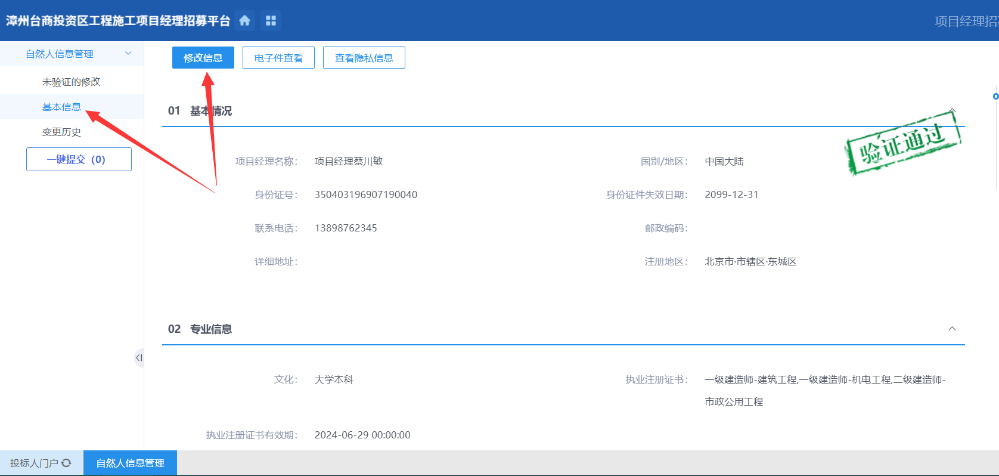 漳州台商投资区工程施工项目经理招募平台
项目经理招
自然人信息管理
未验证的修改
基本信息
变更历史
一键提交（0）
修改信息 电子件查看 查看隐私信息
01 基本情况
验证通过
项目经理名称： 项目经理蔡川敏 国别/地区： 中国大陆
身份证号： 350403196907190040 身份证件失效日期： 2099-12-31
联系电话： 13898762345 邮政编码：
详细地址： 注册地区： 北京市·市辖区·东城区
02 专业信息
文化： 大学本科 执业注册证书： 一级建造师-建筑工程,一级建造师-机电工程,二级建造师-
市政公用工程
执业注册证书有效期： 2024-06-29 00:00:00
投标人门户 自然人信息管理